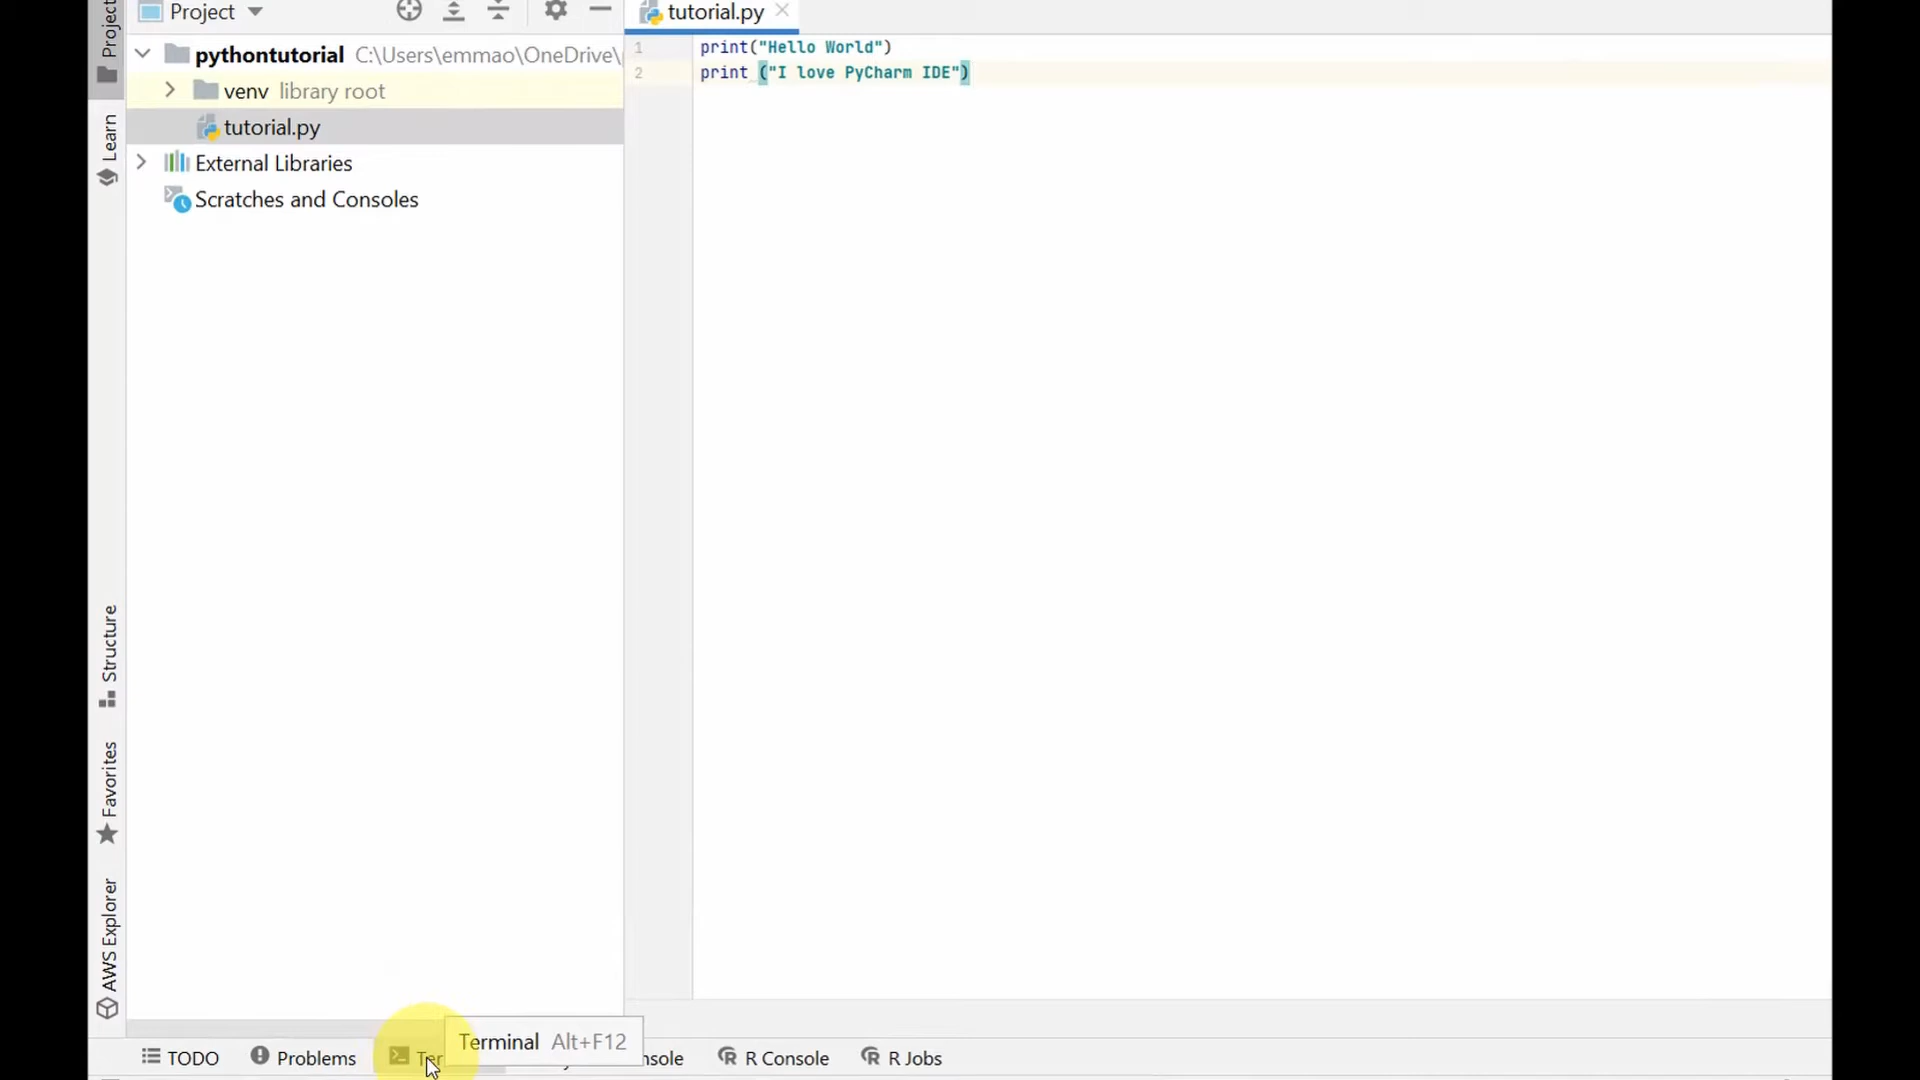 Project
pythontutorial C:\Users\emmao\OneDrive\
venv library root
tutorial.py
External Libraries
Scratches and Consoles
tutorial.py
1 print("Hello World")
2 print ("I love PyCharm IDE")
Project
Learn
Structure
Favorites
AWS Explorer
Terminal Alt+F12
TODO
Problems
R Console
R Jobs